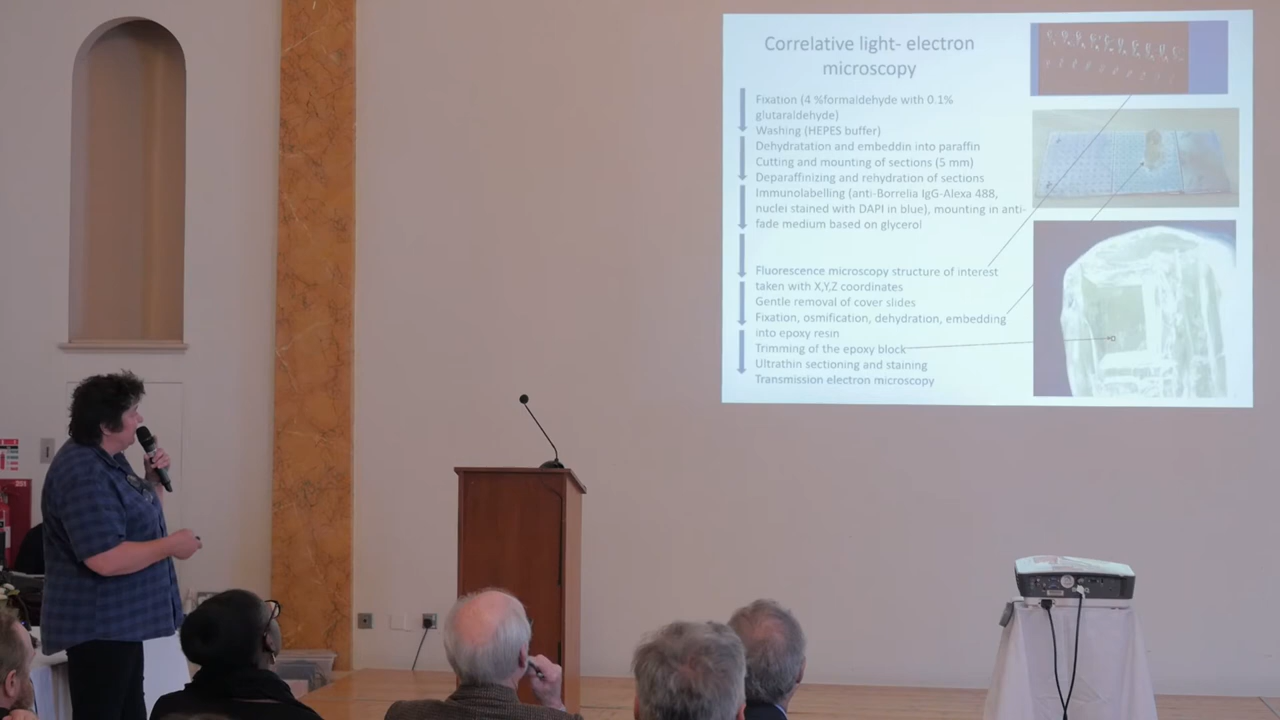 Correlative light- electron
microscopy
Fixation (4 %formaldehyde with 0.1%
glutaraldehyde)
Washing (HEPES buffer)
Dehydratation and embeddin into paraffin
Cutting and mounting of sections (5 mm)
Deparaffinizing and rehydration of sections
Immunolabelling (anti-Borrelia IgG-Alexa 488,
nuclei stained with DAPI in blue), mounting in anti-
fade medium based on glycerol
Fluorescence microscopy structure of interest
taken with X,Y,Z coordinates
Gentle removal of cover slides
Fixation, osmification, dehydration, embedding
into epoxy resin
Trimming of the epoxy block
Ultrathin sectioning and staining
Transmission electron microscopy